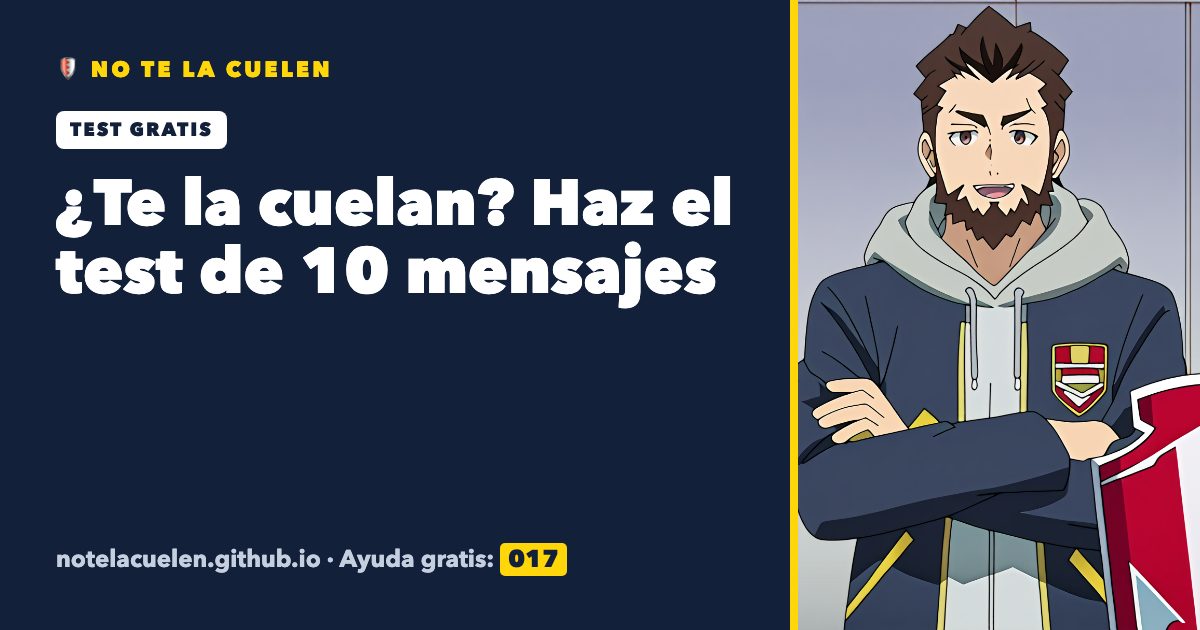 NO TE LA CUELEN
TEST GRATIS
¿Te la cuelan? Haz el
test de 10 mensajes
notelacuelen.github.io · Ayuda gratis: 017